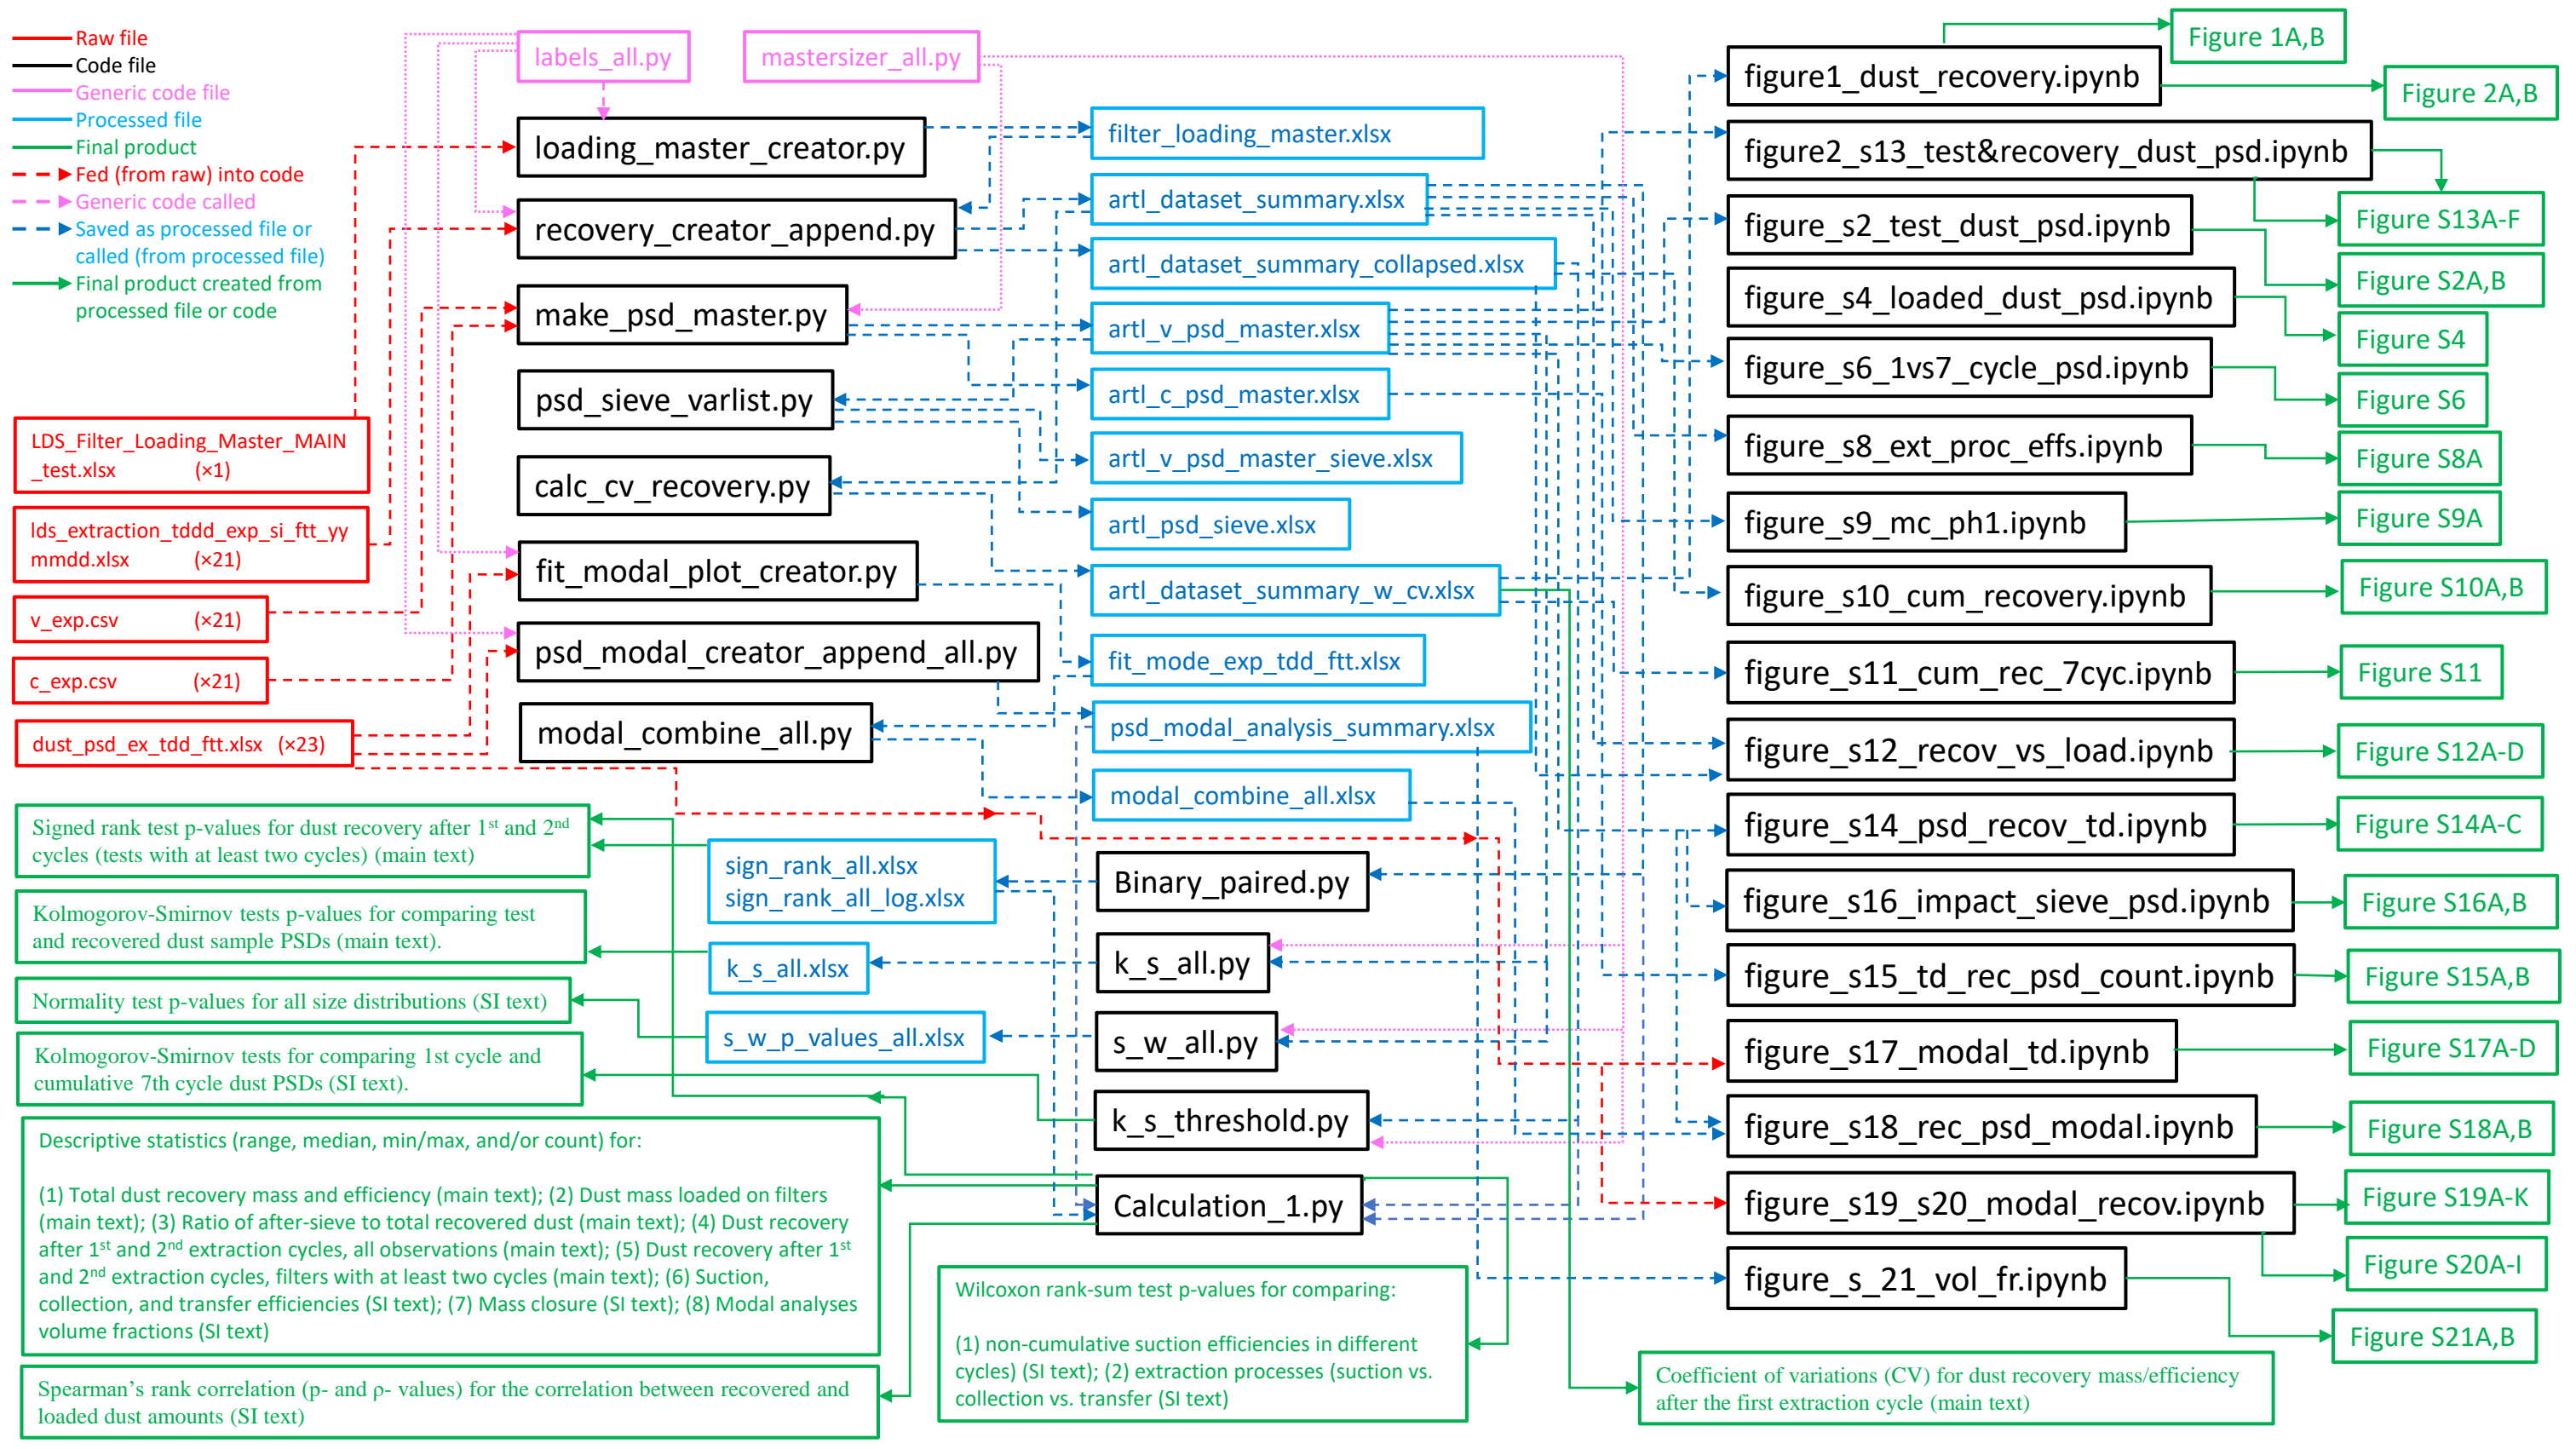 Raw file
Code file
Generic code file
Processed file
Final product
Fed (from raw) into code
Generic code called
Saved as processed file or
called (from processed file)
Final product created from
processed file or code
LDS_Filter_Loading_Master_MAIN
_test.xlsx (×1)
lds_extraction_tddd_exp_si_ftt_yy
mmdd.xlsx (×21)
v_exp.csv (×21)
c_exp.csv (×21)
dust_psd_ex_tdd_ftt.xlsx (×23)
labels_all.py
mastersizer_all.py
loading_master_creator.py
recovery_creator_append.py
make_psd_master.py
psd_sieve_varlist.py
calc_cv_recovery.py
fit_modal_plot_creator.py
psd_modal_creator_append_all.py
modal_combine_all.py
filter_loading_master.xlsx
artl_dataset_summary.xlsx
artl_dataset_summary_collapsed.xlsx
artl_v_psd_master.xlsx
artl_c_psd_master.xlsx
artl_v_psd_master_sieve.xlsx
artl_psd_sieve.xlsx
artl_dataset_summary_w_cv.xlsx
fit_mode_exp_tdd_ftt.xlsx
psd_modal_analysis_summary.xlsx
modal_combine_all.xlsx
sign_rank_all.xlsx
sign_rank_all_log.xlsx
k_s_all.xlsx
s_w_p_values_all.xlsx
Binary_paired.py
k_s_all.py
s_w_all.py
k_s_threshold.py
Calculation_1.py
Signed rank test p-values for dust recovery after 1st and 2nd
cycles (tests with at least two cycles) (main text)
Kolmogorov-Smirnov tests p-values for comparing test
and recovered dust sample PSDs (main text).
Normality test p-values for all size distributions (SI text)
Kolmogorov-Smirnov tests for comparing 1st cycle and
cumulative 7th cycle dust PSDs (SI text).
Descriptive statistics (range, median, min/max, and/or count) for:
(1) Total dust recovery mass and efficiency (main text); (2) Dust mass loaded on filters
(main text); (3) Ratio of after-sieve to total recovered dust (main text); (4) Dust recovery
after 1st and 2nd extraction cycles, all observations (main text); (5) Dust recovery after 1st
and 2nd extraction cycles, filters with at least two cycles (main text); (6) Suction,
collection, and transfer efficiencies (SI text); (7) Mass closure (SI text); (8) Modal analyses
volume fractions (SI text)
Spearman's rank correlation (p- and ρ- values) for the correlation between recovered and
loaded dust amounts (SI text)
Wilcoxon rank-sum test p-values for comparing:
(1) non-cumulative suction efficiencies in different
cycles) (SI text); (2) extraction processes (suction vs.
collection vs. transfer (SI text)
Coefficient of variations (CV) for dust recovery mass/efficiency
after the first extraction cycle (main text)
figure1_dust_recovery.ipynb
figure2_s13_test&recovery_dust_psd.ipynb
figure_s2_test_dust_psd.ipynb
figure_s4_loaded_dust_psd.ipynb
figure_s6_1vs7_cycle_psd.ipynb
figure_s8_ext_proc_effs.ipynb
figure_s9_mc_ph1.ipynb
figure_s10_cum_recovery.ipynb
figure_s11_cum_rec_7cyc.ipynb
figure_s12_recov_vs_load.ipynb
figure_s14_psd_recov_td.ipynb
figure_s16_impact_sieve_psd.ipynb
figure_s15_td_rec_psd_count.ipynb
figure_s17_modal_td.ipynb
figure_s18_rec_psd_modal.ipynb
figure_s19_s20_modal_recov.ipynb
figure_s_21_vol_fr.ipynb
Figure 1A,B
Figure 2A,B
Figure S13A-F
Figure S2A,B
Figure S4
Figure S6
Figure S8A
Figure S9A
Figure S10A,B
Figure S11
Figure S12A-D
Figure S14A-C
Figure S16A,B
Figure S15A,B
Figure S17A-D
Figure S18A,B
Figure S19A-K
Figure S20A-I
Figure S21A,B